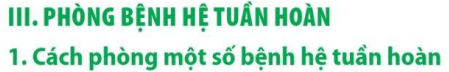 III. PHÒNG BỆNH HỆ TUẦN HOÀN
1. Cách phòng một số bệnh hệ tuần hoàn